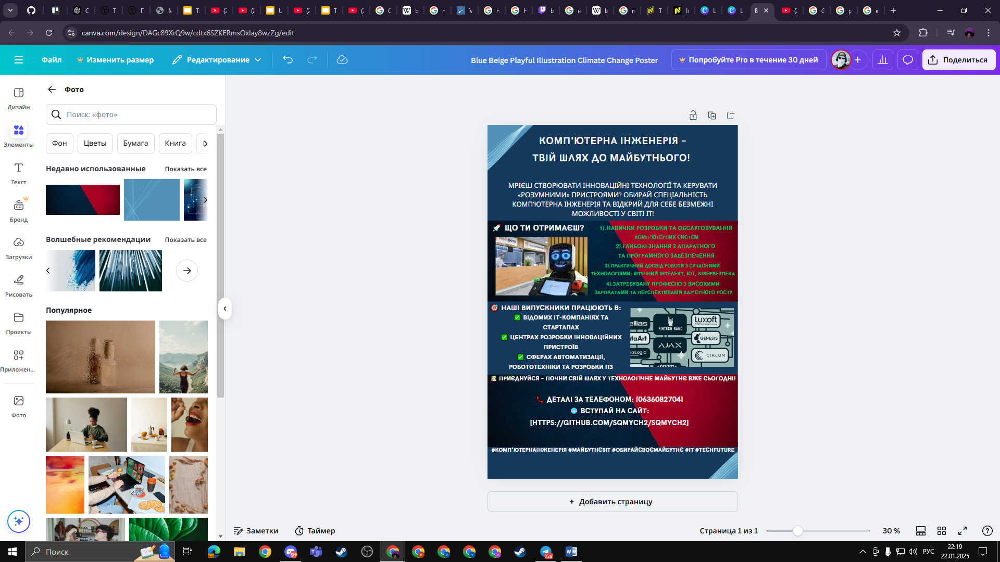 canva.com/design/DAGc89XrQ9w/cdtx6SZKERmsOxlay8wzZg/edit
Файл
Изменить размер
Редактирование
Blue Beige Playful Illustration Climate Change Poster
Попробуйте Pro в течение 30 дней
Поделиться
Дизайн
Элементы
Текст
Бренд
Загрузки
Рисовать
Проекты
Приложен...
Фото
Фото
Поиск: «фото»
Фон
Цветы
Бумага
Книга
Недавно использованные
Показать все
Волшебные рекомендации
Показать все
Популярное
КОМП'ЮТЕРНА ІНЖЕНЕРІЯ –
ТВІЙ ШЛЯХ ДО МАЙБУТНЬОГО!
МРІЄШ СТВОРЮВАТИ ІННОВАЦІЙНІ ТЕХНОЛОГІЇ ТА КЕРУВАТИ
«РОЗУМНИМИ» ПРИСТРОЯМИ? ОБИРАЙ СПЕЦІАЛЬНІСТЬ
КОМП'ЮТЕРНА ІНЖЕНЕРІЯ ТА ВІДКРИЙ ДЛЯ СЕБЕ БЕЗМЕЖНІ
МОЖЛИВОСТІ У СВІТІ ІТ!
🚀 ЩО ТИ ОТРИМАЄШ?
1).НАВИЧКИ РОЗРОБКИ ТА ОБСЛУГОВУВАННЯ
КОМП'ЮТЕРНИХ СИСТЕМ
2).ГЛИБОКІ ЗНАННЯ З АПАРАТНОГО
ТА ПРОГРАМНОГО ЗАБЕЗПЕЧЕННЯ
3).ПРАКТИЧНИЙ ДОСВІД РОБОТИ З СУЧАСНИМИ
ТЕХНОЛОГІЯМИ: ШТУЧНИЙ ІНТЕЛЕКТ, ІОТ, КІБЕРБЕЗПЕКА
4).ЗАТРЕБУВАНУ ПРОФЕСІЮ З ВИСОКИМИ
ЗАРПЛАТАМИ ТА ПЕРСПЕКТИВАМИ КАР'ЄРНОГО РОСТУ
🎯 НАШІ ВИПУСКНИКИ ПРАЦЮЮТЬ В:
✅ ВІДОМИХ ІТ-КОМПАНІЯХ ТА
СТАРТАПАХ
✅ ЦЕНТРАХ РОЗРОБКИ ІННОВАЦІЙНИХ
ПРИСТРОЇВ
✅ СФЕРАХ АВТОМАТИЗАЦІЇ,
РОБОТОТЕХНІКИ ТА РОЗРОБКИ ПЗ
ellias
FINTECH BAND
Luxoft
ataArt
AJAX
GENESIS
balLogic
CIKLUM
📚 ПРИЄДНУЙСЯ – ПОЧНИ СВІЙ ШЛЯХ У ТЕХНОЛОГІЧНЕ МАЙБУТНЄ ВЖЕ СЬОГОДНІ!
📞 ДЕТАЛІ ЗА ТЕЛЕФОНОМ: [0636082704]
🌐 ВСТУПАЙ НА САЙТ:
[HTTPS://GITHUB.COM/SQMYCH2/SQMYCH2]
#КОМП'ЮТЕРНАІНЖЕНЕРІЯ #МАЙБУТНЄВІТ #ОБИРАЙСВОЄМАЙБУТНЄ #IT #TECHFUTURE
+ Добавить страницу
Заметки
Таймер
Страница 1 из 1
30 %
Поиск
9+
728
РУС
22:19
22.01.2025